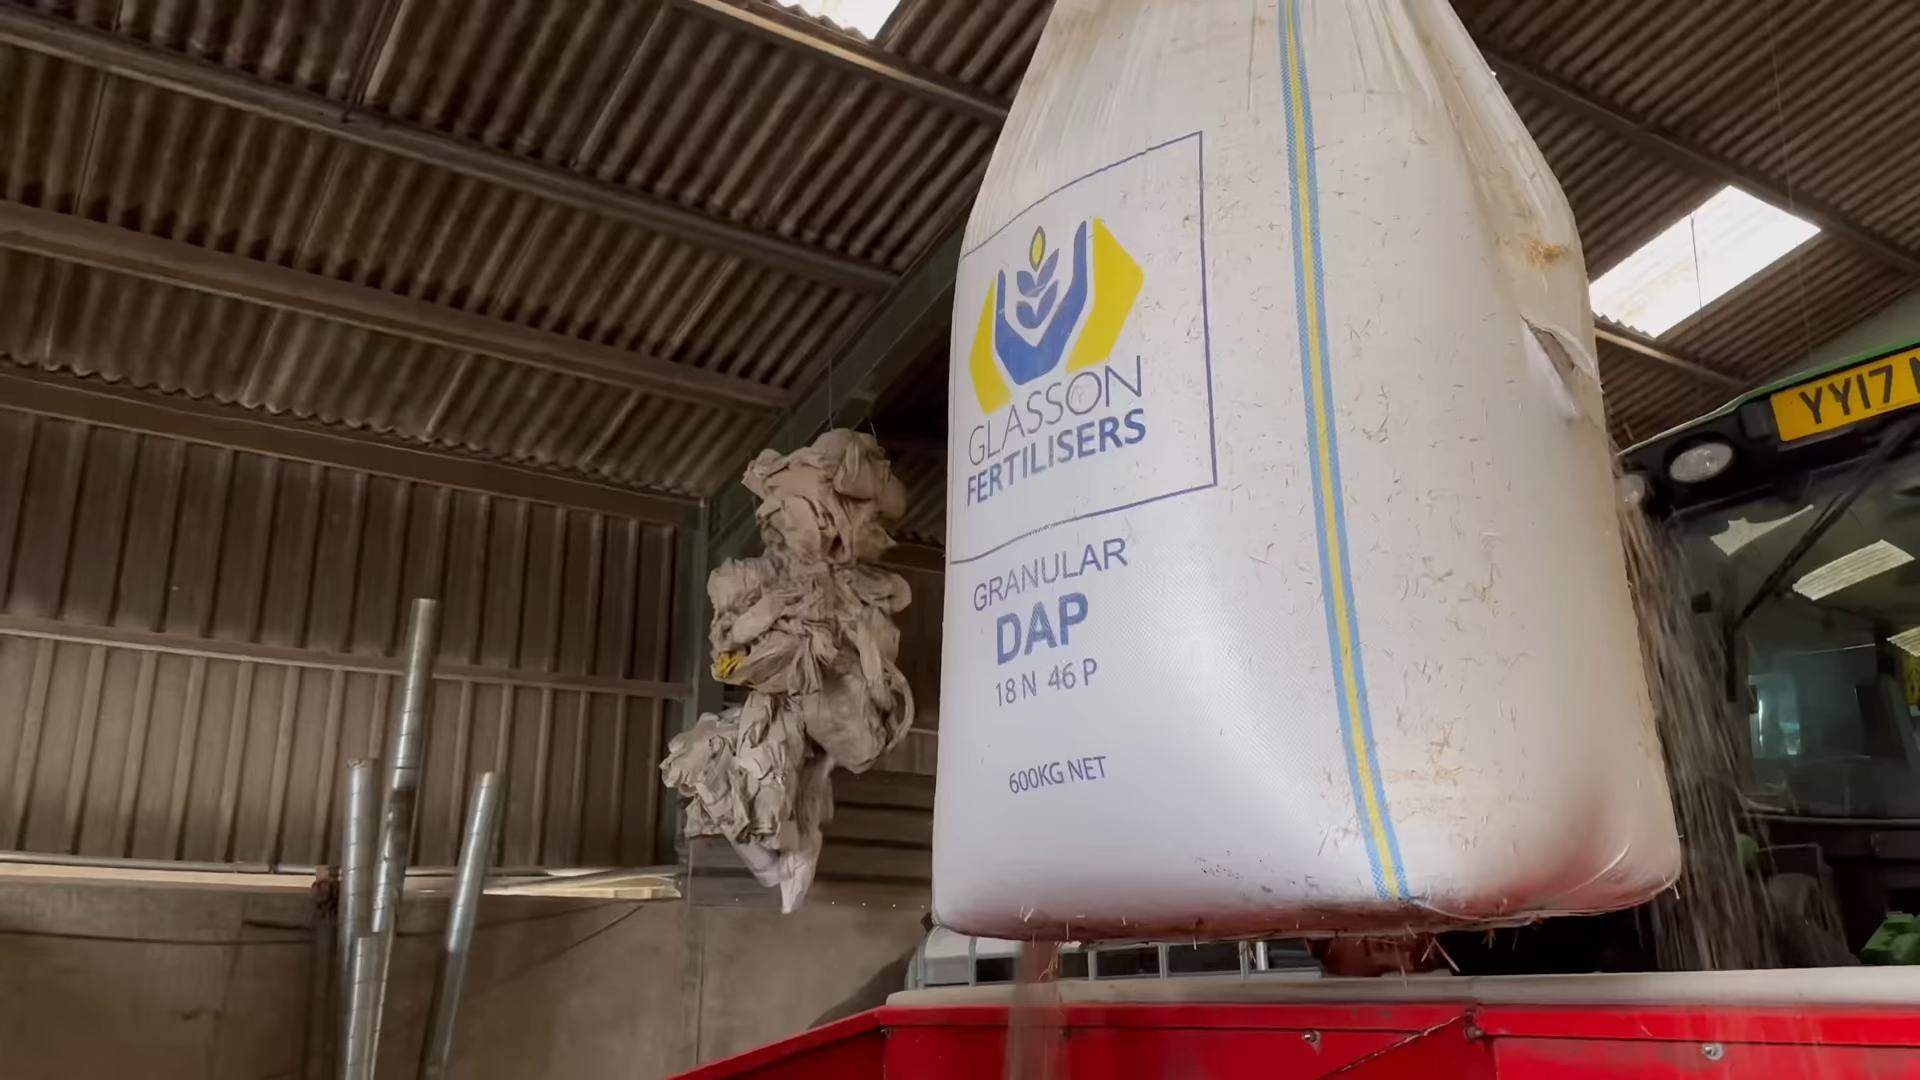 GLASSON
FERTILISERS
GRANULAR
DAP
18 N 46 P
600KG NET
YY17